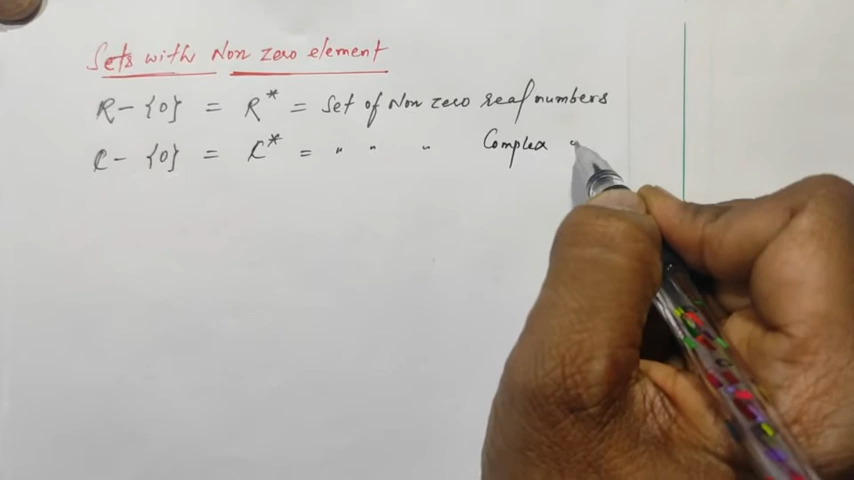 Sets with Non zero element
R - {0} = R* = Set of Non zero real numbers
C - {0} = C* = " " " Complex "